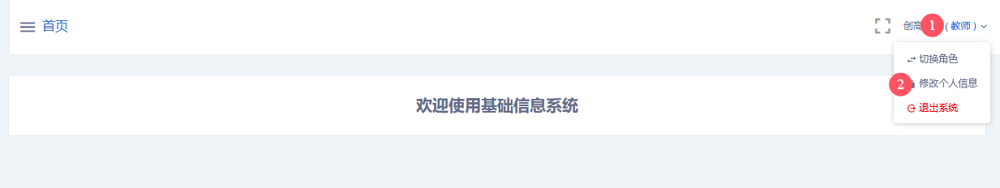 首页
创高 1 (教师)
切换角色
2 修改个人信息
退出系统
欢迎使用基础信息系统